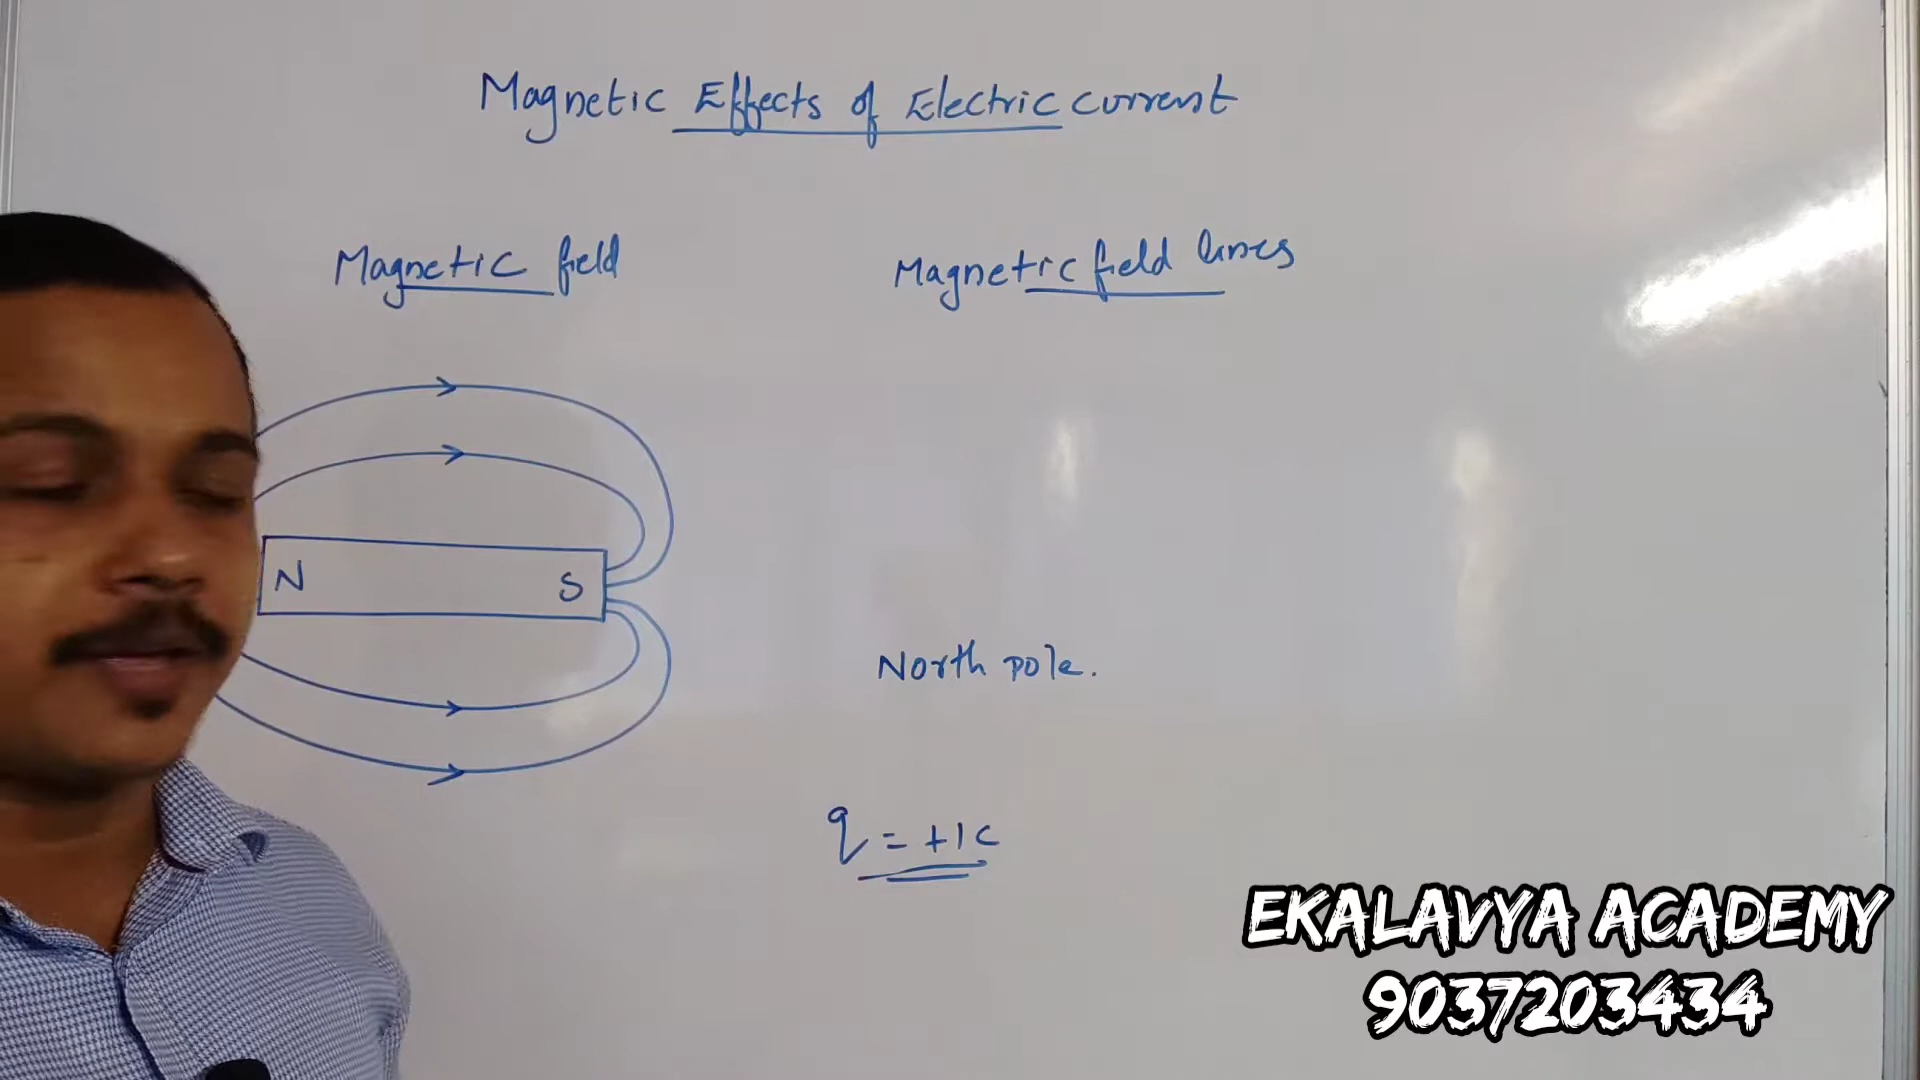 Magnetic Effects of Electric current
Magnetic field
Magnetic field lines
N
S
North pole.
q = +1C
EKALAVYA ACADEMY
9037203434